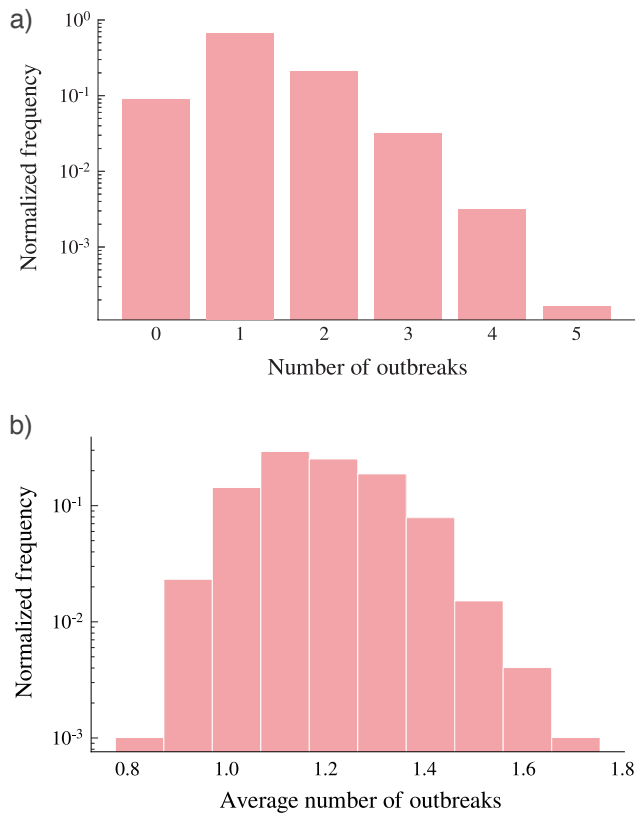 a)
10⁰
10⁻¹
10⁻²
10⁻³
Normalized frequency
0 1 2 3 4 5
Number of outbreaks
b)
10⁻¹
10⁻²
10⁻³
Normalized frequency
0.8 1.0 1.2 1.4 1.6 1.8
Average number of outbreaks